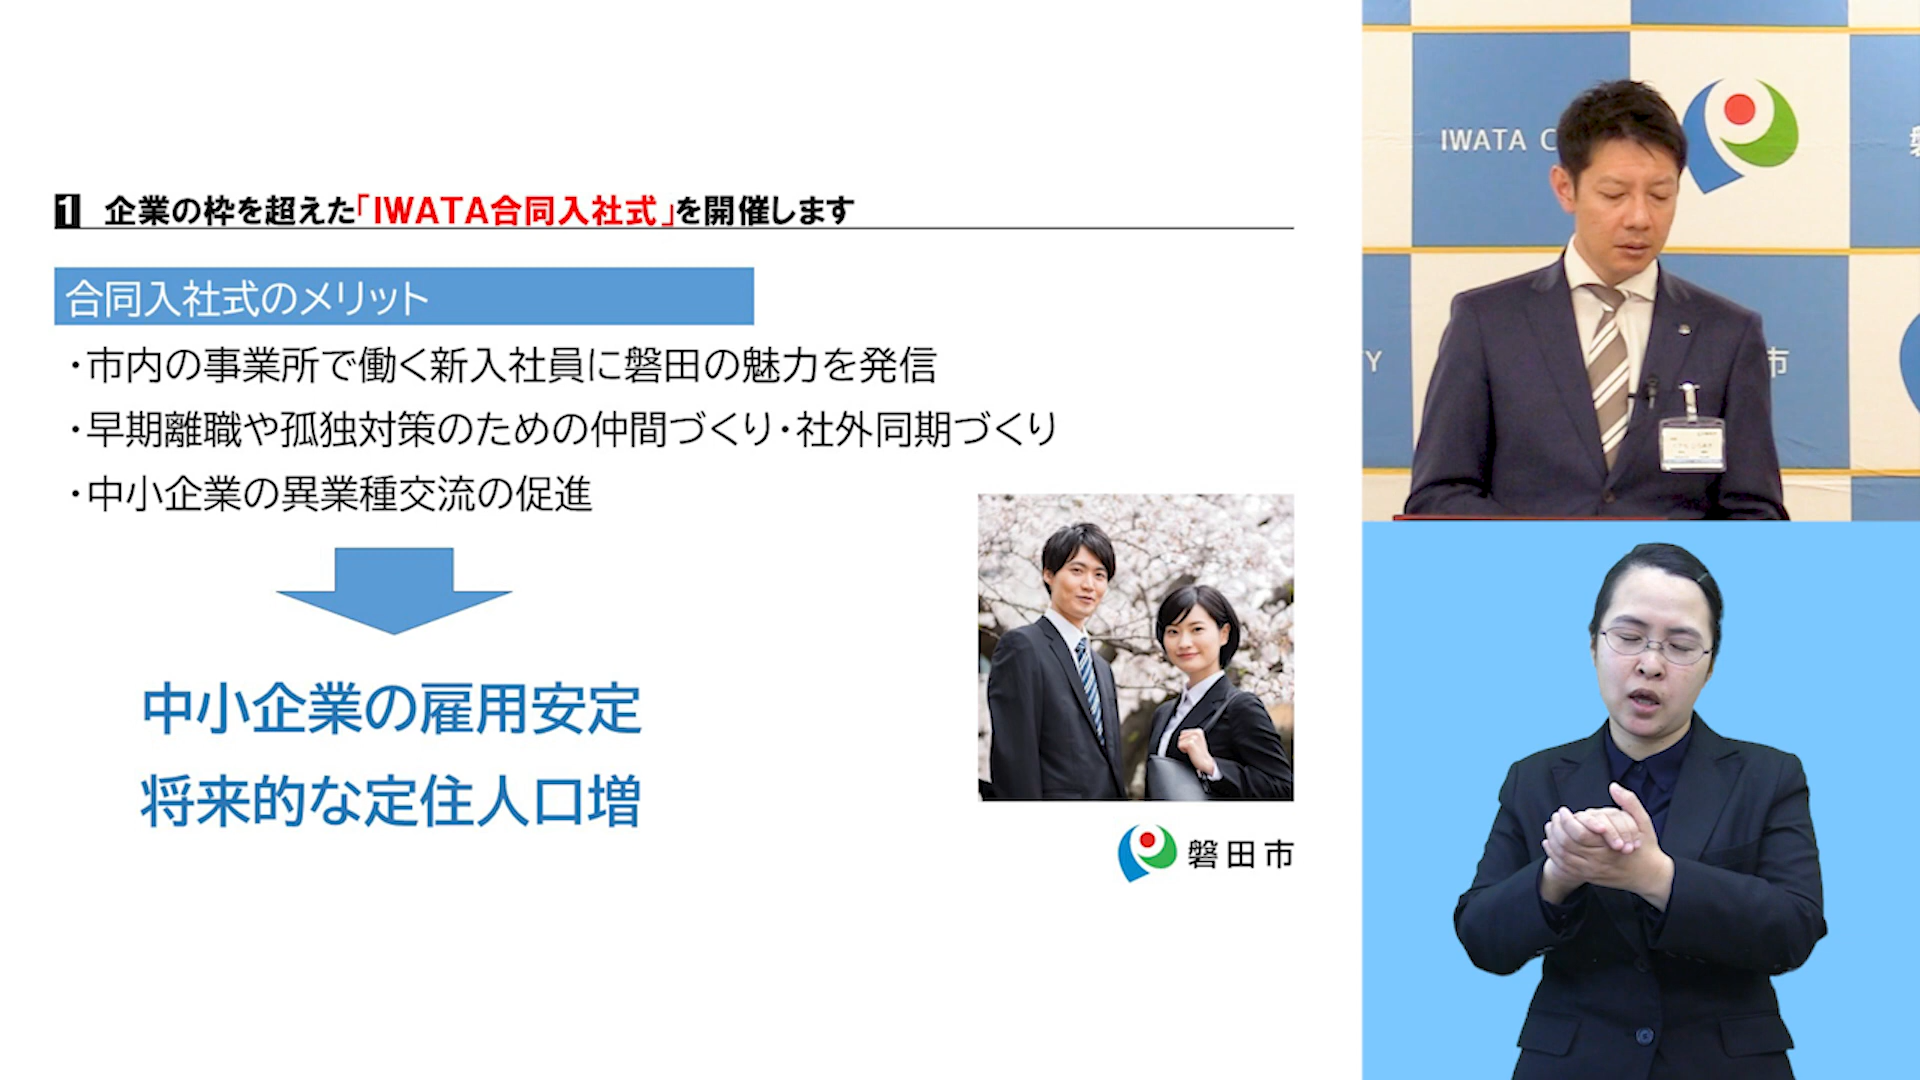 1 企業の枠を超えた「IWATA合同入社式」を開催します
合同入社式のメリット
・市内の事業所で働く新入社員に磐田の魅力を発信
・早期離職や孤独対策のための仲間づくり・社外同期づくり
・中小企業の異業種交流の促進
中小企業の雇用安定
将来的な定住人口増
磐田市
IWATA C
TY
市